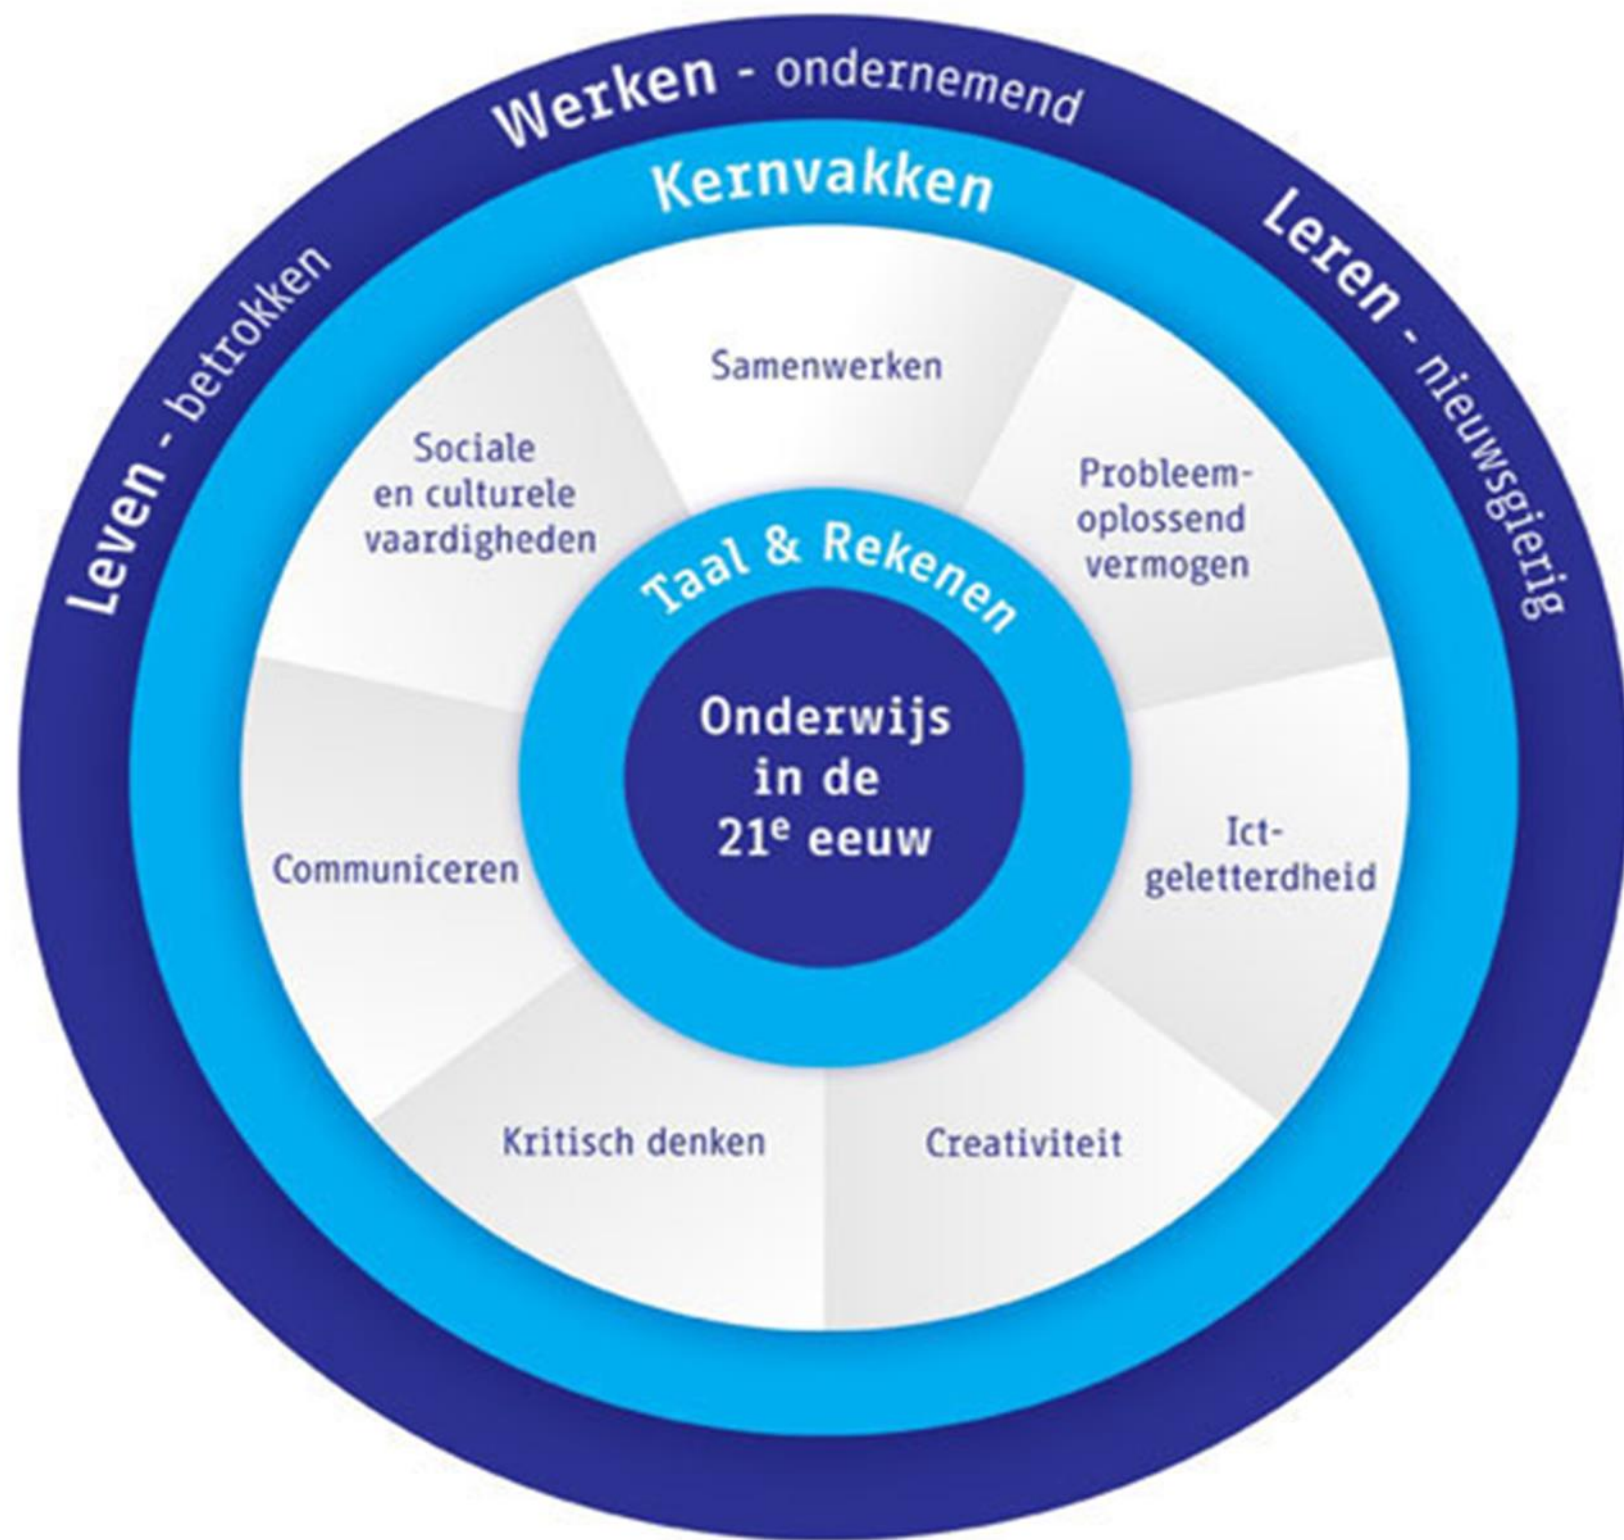 Leven - betrokken
Werken - ondernemend
Leren - nieuwsgierig
Kernvakken
Samenwerken
Probleem-
oplossend
vermogen
Ict-
geletterdheid
Creativiteit
Kritisch denken
Communiceren
Sociale
en culturele
vaardigheden
Taal & Rekenen
Onderwijs
in de
21ᵉ eeuw